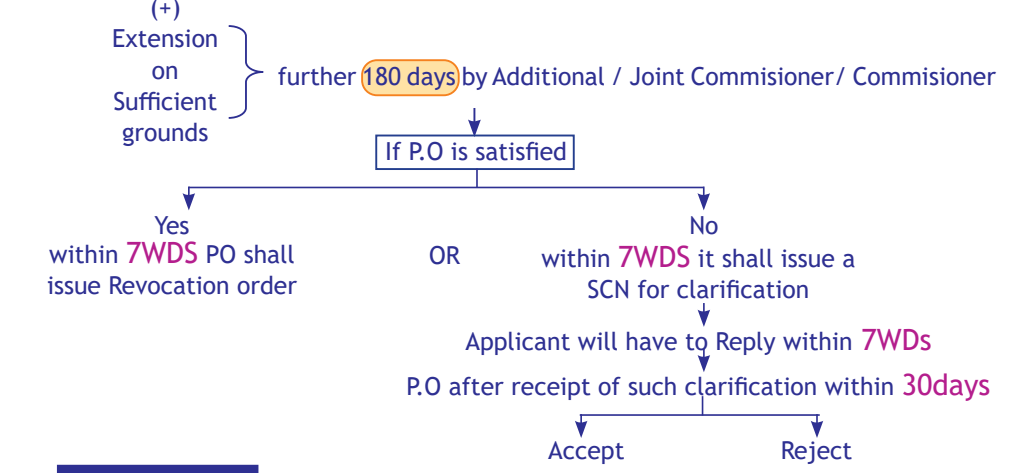 (+)
Extension
on
Sufficient
grounds
further 180 days by Additional / Joint Commisioner/ Commisioner
If P.O is satisfied
Yes
within 7WDS PO shall
issue Revocation order
OR
No
within 7WDS it shall issue a
SCN for clarification
Applicant will have to Reply within 7WDs
P.O after receipt of such clarification within 30days
Accept
Reject